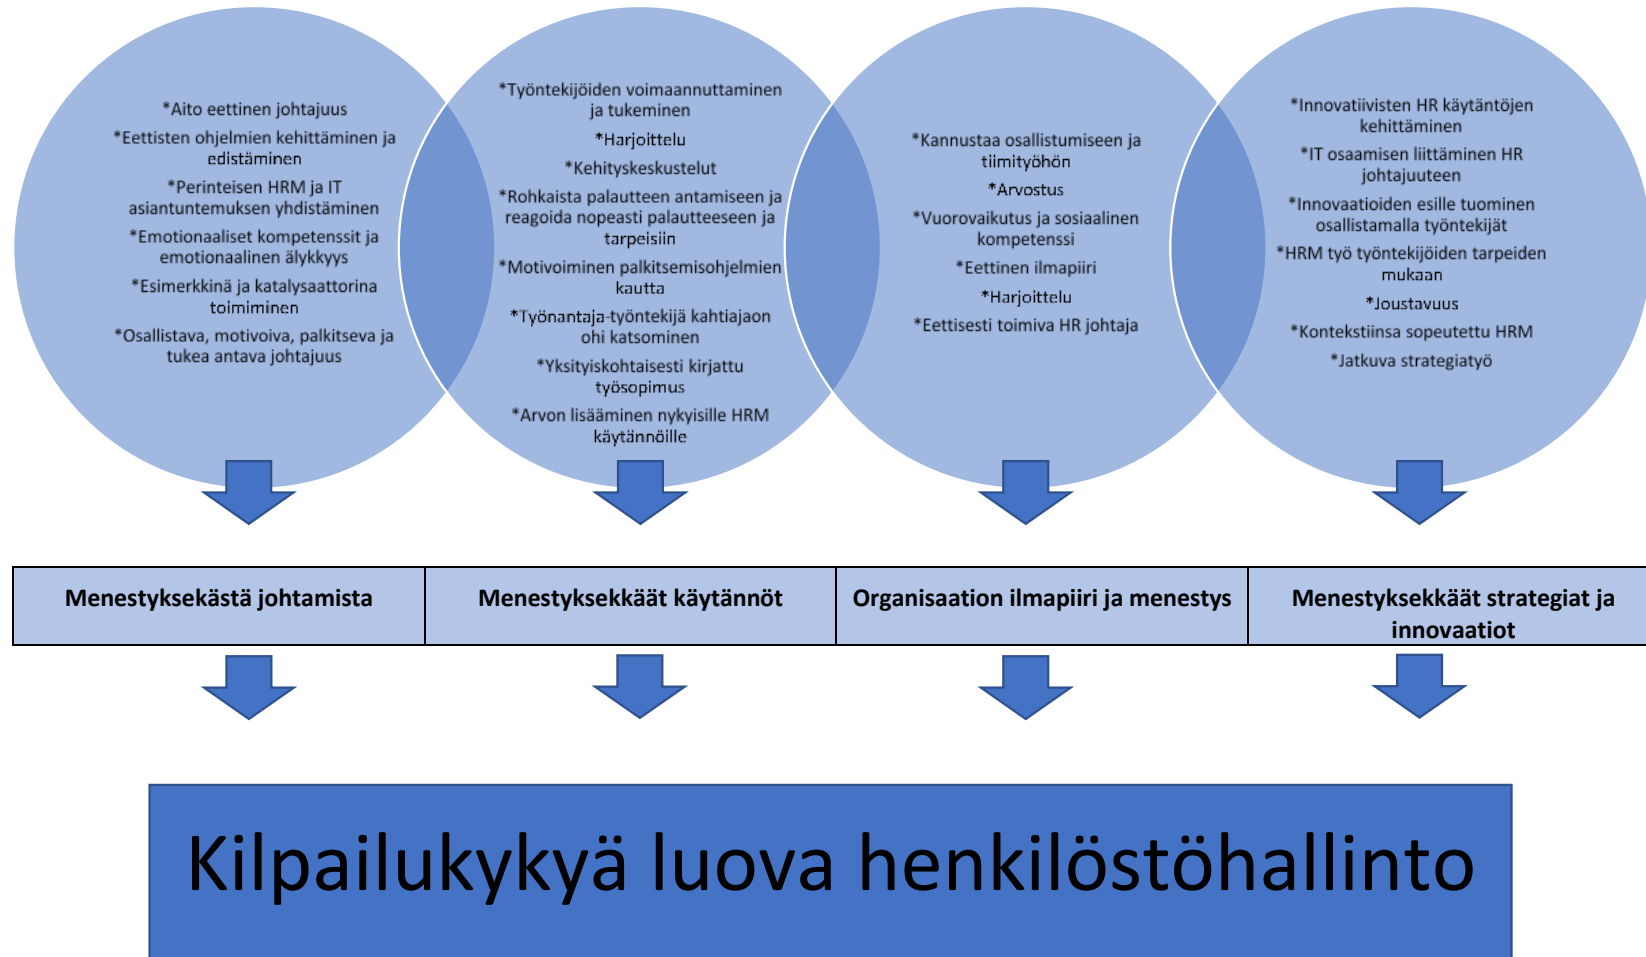 *Aito eettinen johtajuus
*Eettisten ohjelmien kehittäminen ja
edistäminen
*Perinteisen HRM ja IT
asiantuntemuksen yhdistäminen
*Emotionaaliset kompetenssit ja
emotionaalinen älykkyys
*Esimerkkinä ja katalysaattorina
toimiminen
*Osallistava, motivoiva, palkitseva ja
tukea antava johtajuus
*Työntekijöiden voimaannuttaminen
ja tukeminen
*Harjoittelu
*Kehityskeskustelut
*Rohkaista palautteen antamiseen ja
reagoida nopeasti palautteeseen ja
tarpeisiin
*Motivoiminen palkitsemisohjelmien
kautta
*Työnantaja-työntekijä kahtiajaon
ohi katsominen
*Yksityiskohtaisesti kirjattu
työsopimus
*Arvon lisääminen nykyisille HRM
käytännöille
*Kannustaa osallistumiseen ja
tiimityöhön
*Arvostus
*Vuorovaikutus ja sosiaalinen
kompetenssi
*Eettinen ilmapiiri
*Harjoittelu
*Eettisesti toimiva HR johtaja
*Innovatiivisten HR käytäntöjen
kehittäminen
*IT osaamisen liittäminen HR
johtajuuteen
*Innovaatioiden esille tuominen
osallistamalla työntekijät
*HRM työ työntekijöiden tarpeiden
mukaan
*Joustavuus
*Kontekstiinsa sopeutettu HRM
*Jatkuva strategiatyö
Menestyksekästä johtamista
Menestyksekkäät käytännöt
Organisaation ilmapiiri ja menestys
Menestyksekkäät strategiat ja
innovaatiot
Kilpailukykyä luova henkilöstöhallinto